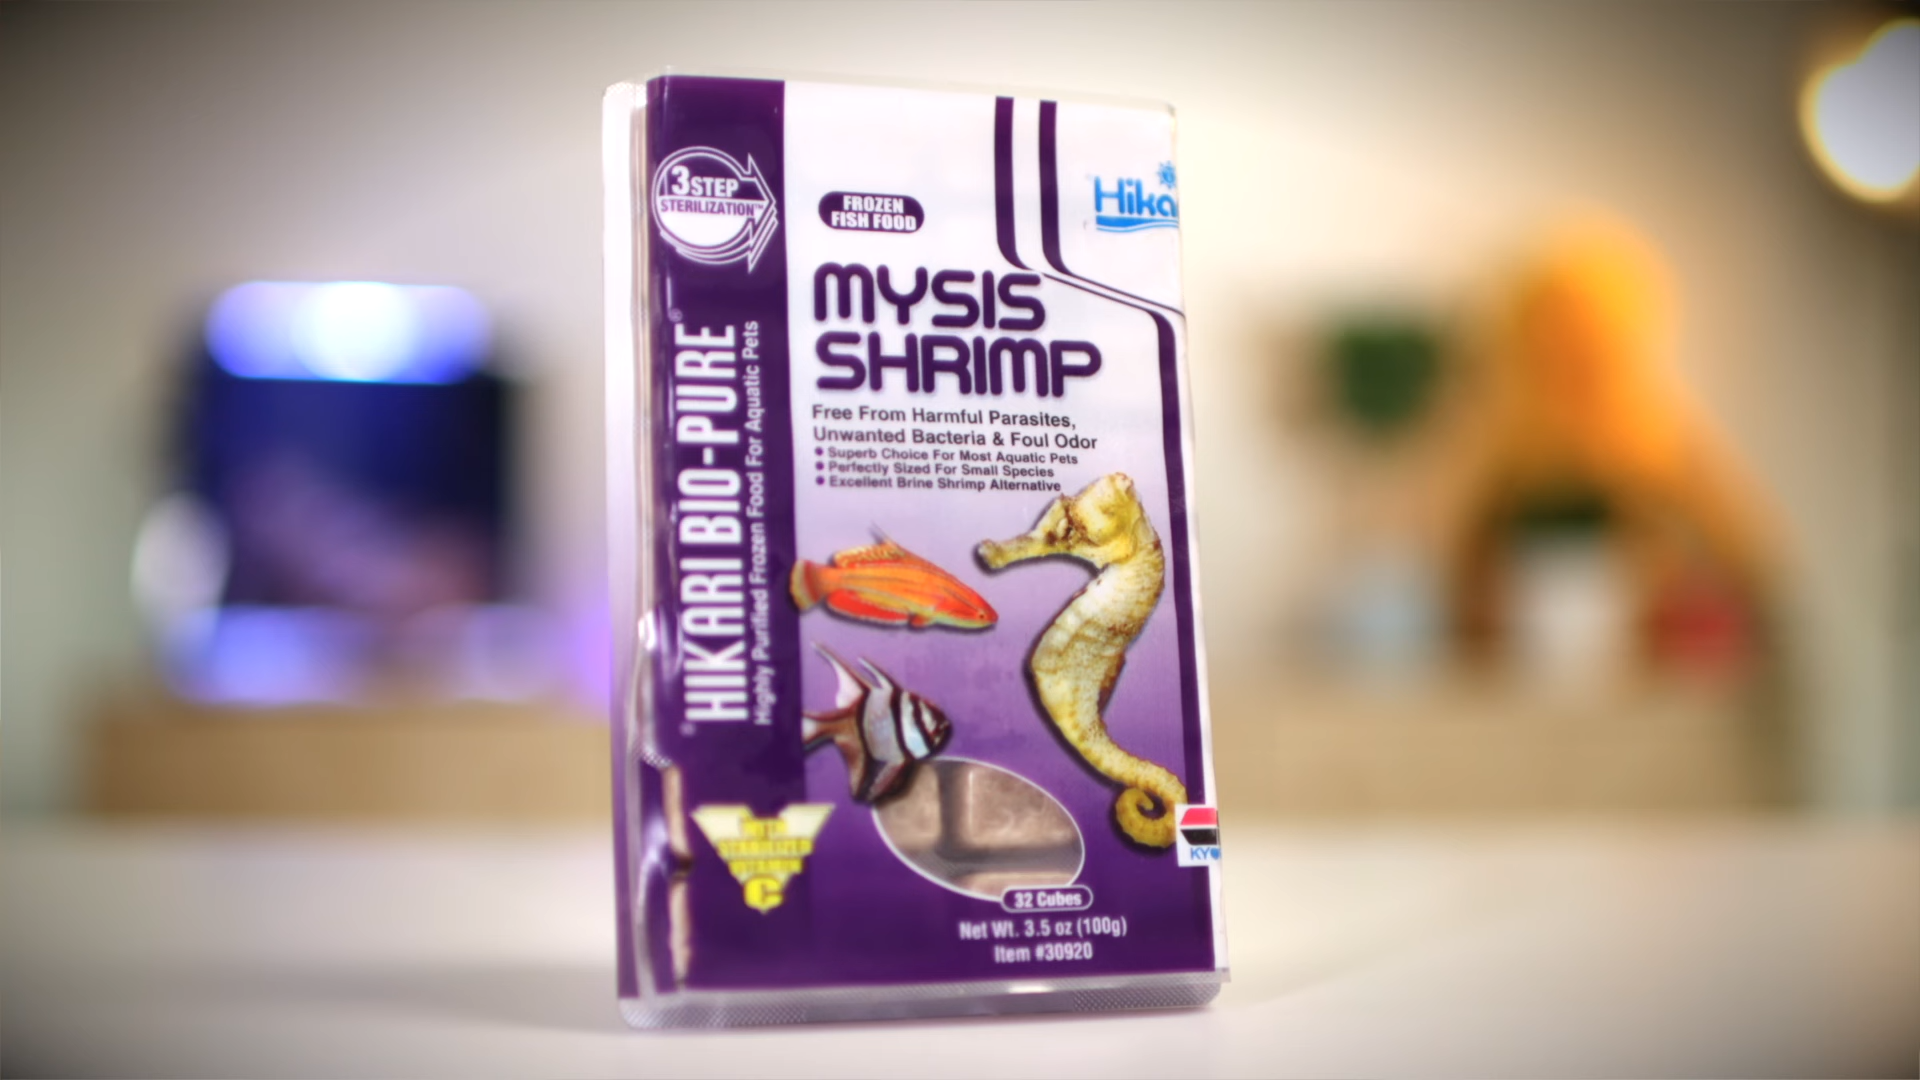 3STEP
STERILIZATION™
FROZEN
FISH FOOD
Hika
MYSIS
SHRIMP
Free From Harmful Parasites,
Unwanted Bacteria & Foul Odor
• Superb Choice For Most Aquatic Pets
• Perfectly Sized For Small Species
• Excellent Brine Shrimp Alternative
HIKARI BIO-PURE®
Highly Purified Frozen Food For Aquatic Pets
C
KYO
32 Cubes
Net Wt. 3.5 oz (100g)
Item #30920